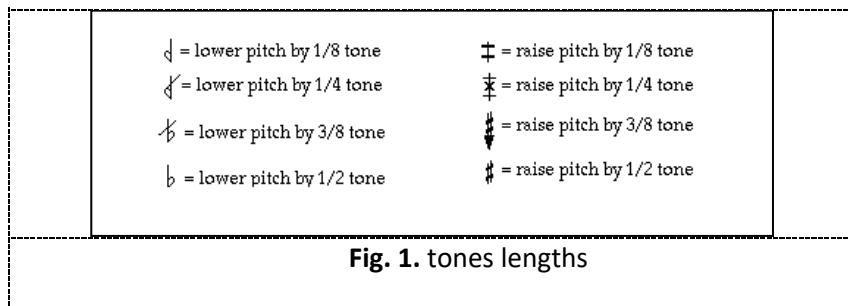 = lower pitch by 1/8 tone
= lower pitch by 1/4 tone
= lower pitch by 3/8 tone
♭ = lower pitch by 1/2 tone
= raise pitch by 1/8 tone
= raise pitch by 1/4 tone
= raise pitch by 3/8 tone
♯ = raise pitch by 1/2 tone
Fig. 1. tones lengths